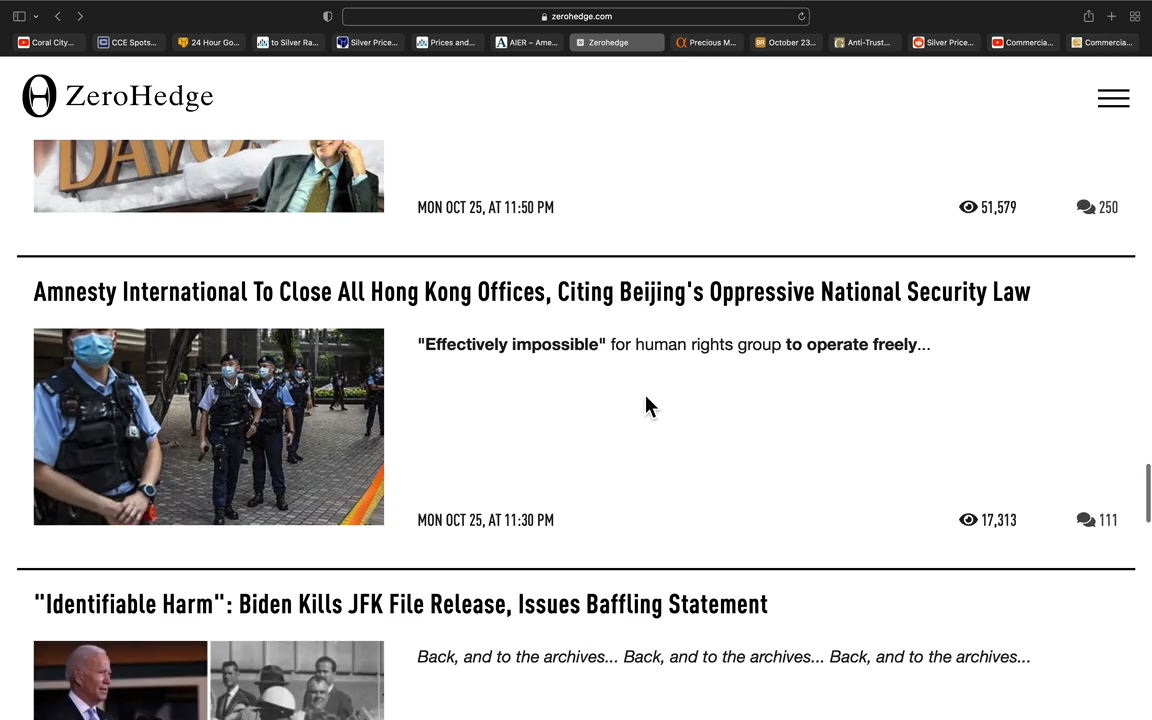 zerohedge.com
Coral City...
CCE Spots...
24 Hour Go...
to Silver Ra...
Silver Price...
Prices and...
AIER – Ame...
Zerohedge
Precious M...
October 23...
Anti-Trust...
Silver Price...
Commercia...
Commercia...
ZeroHedge
DAVO
MON OCT 25, AT 11:50 PM
51,579
250
Amnesty International To Close All Hong Kong Offices, Citing Beijing's Oppressive National Security Law
"Effectively impossible" for human rights group to operate freely...
MON OCT 25, AT 11:30 PM
17,313
111
"Identifiable Harm": Biden Kills JFK File Release, Issues Baffling Statement
Back, and to the archives... Back, and to the archives... Back, and to the archives...